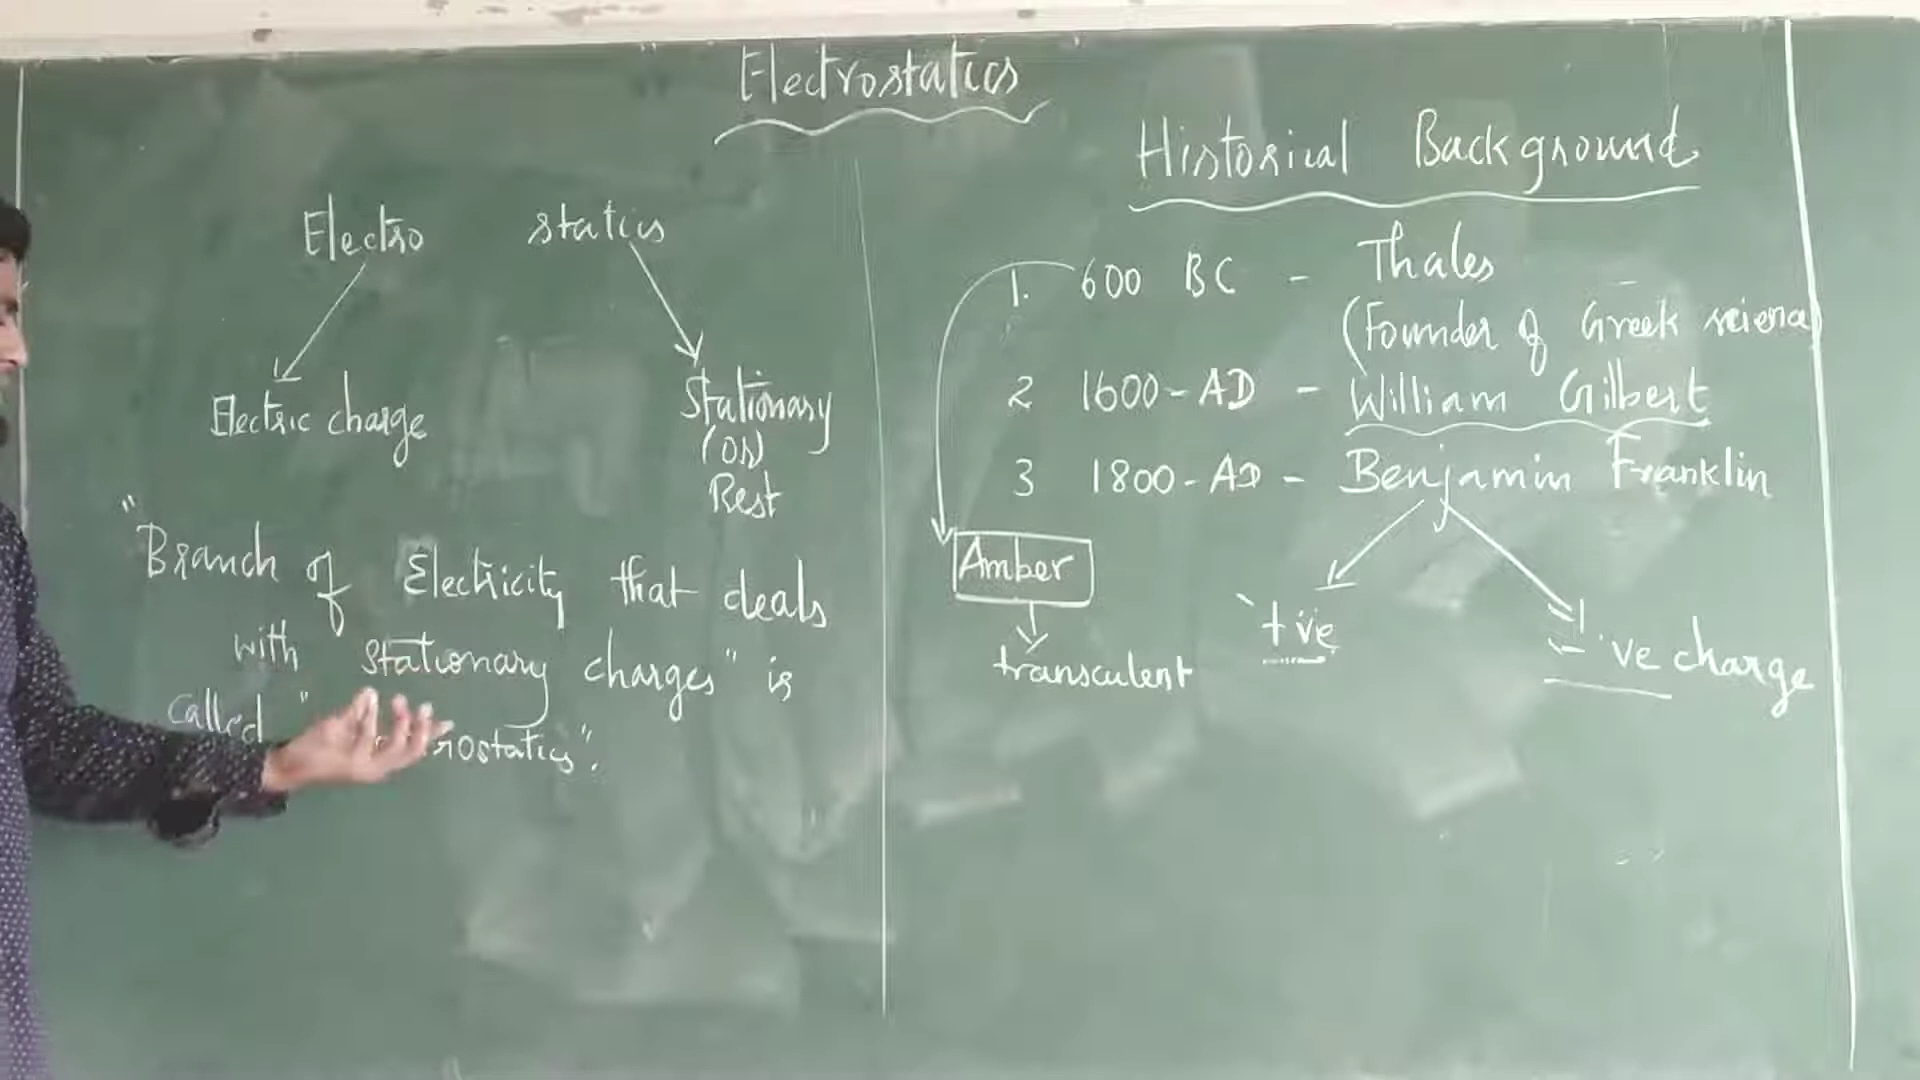 Electrostatics
Electro statics
Electric charge
Stationary
(or)
Rest
"Branch of Electricity that deals
with stationary charges" is
called " rostatics".
Historical Background
1. 600 BC - Thales
(Founder of Greek science)
2 1600-AD - William Gilbert
3 1800-AD - Benjamin Franklin
Amber
transculent
'+ve
-'ve charge